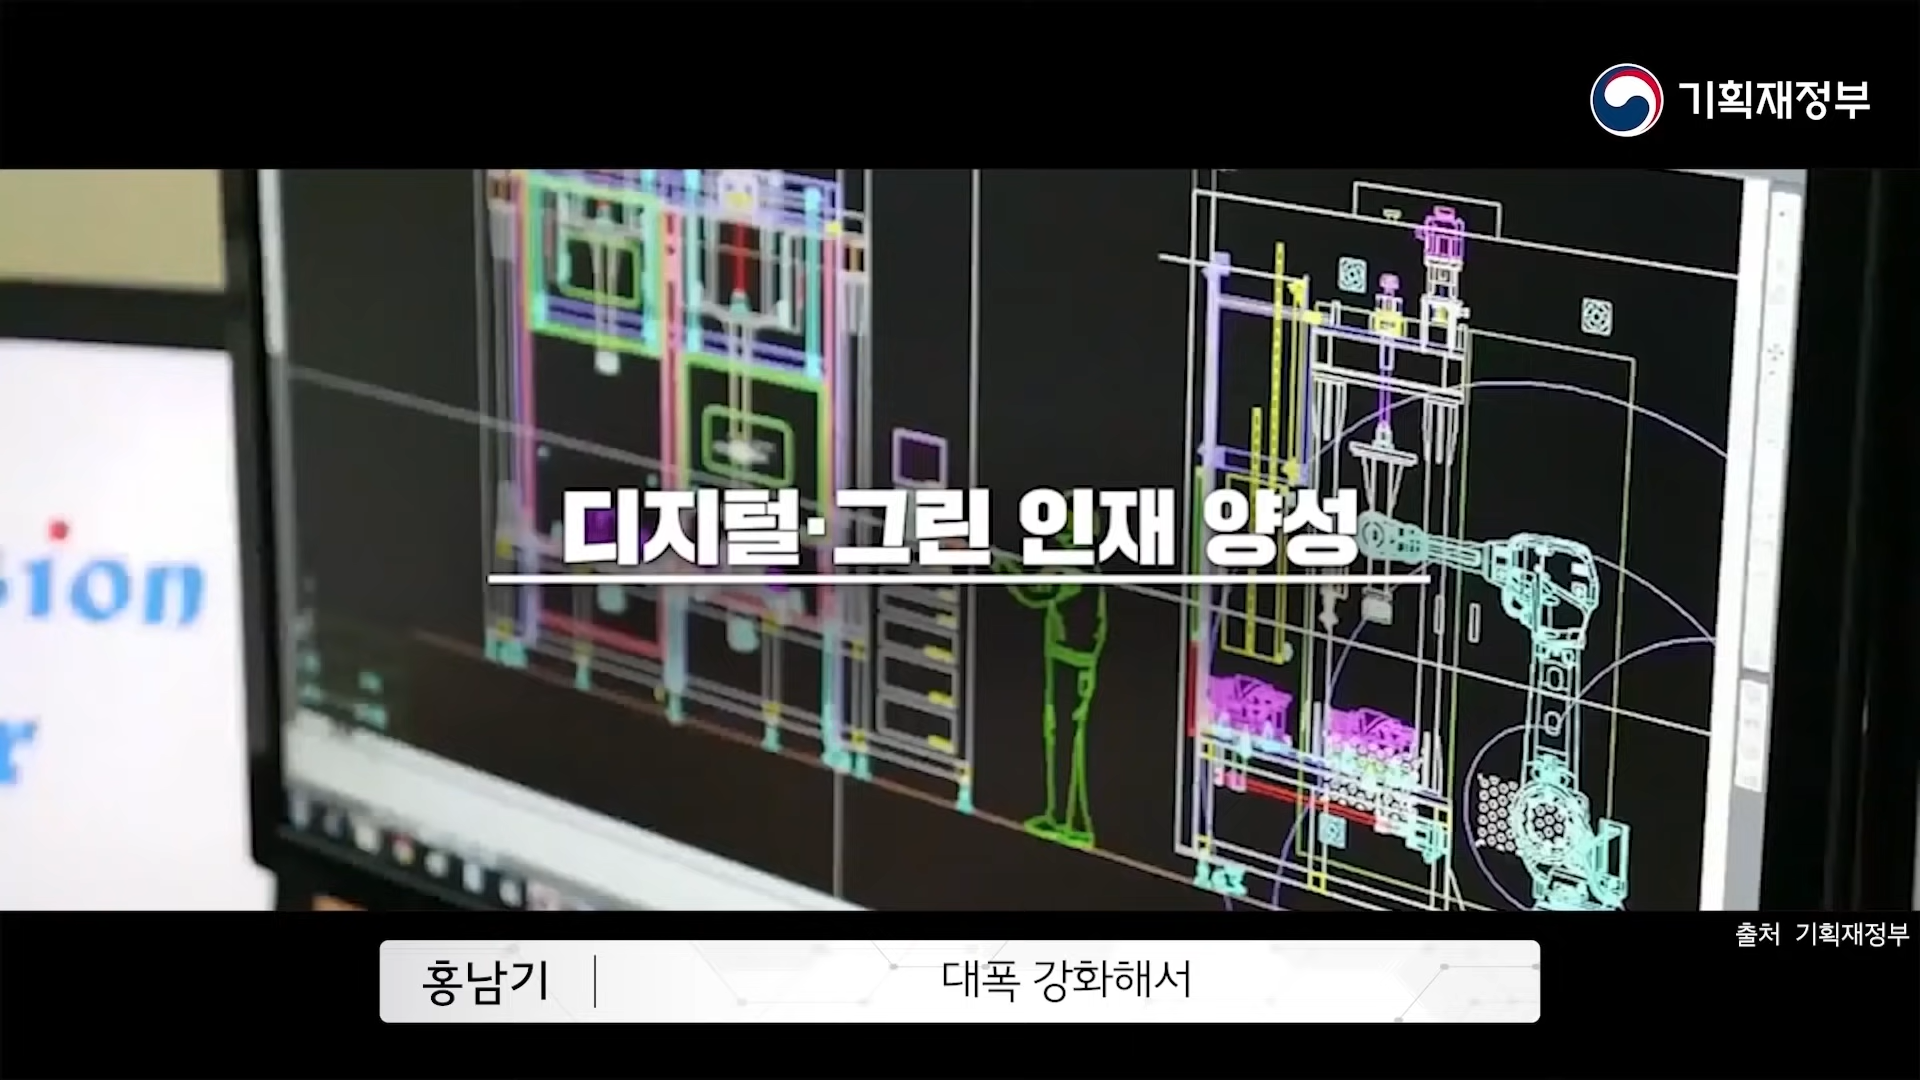 기획재정부
디지털·그린 인재 양성
sion
r
출처 기획재정부
홍남기
대폭 강화해서